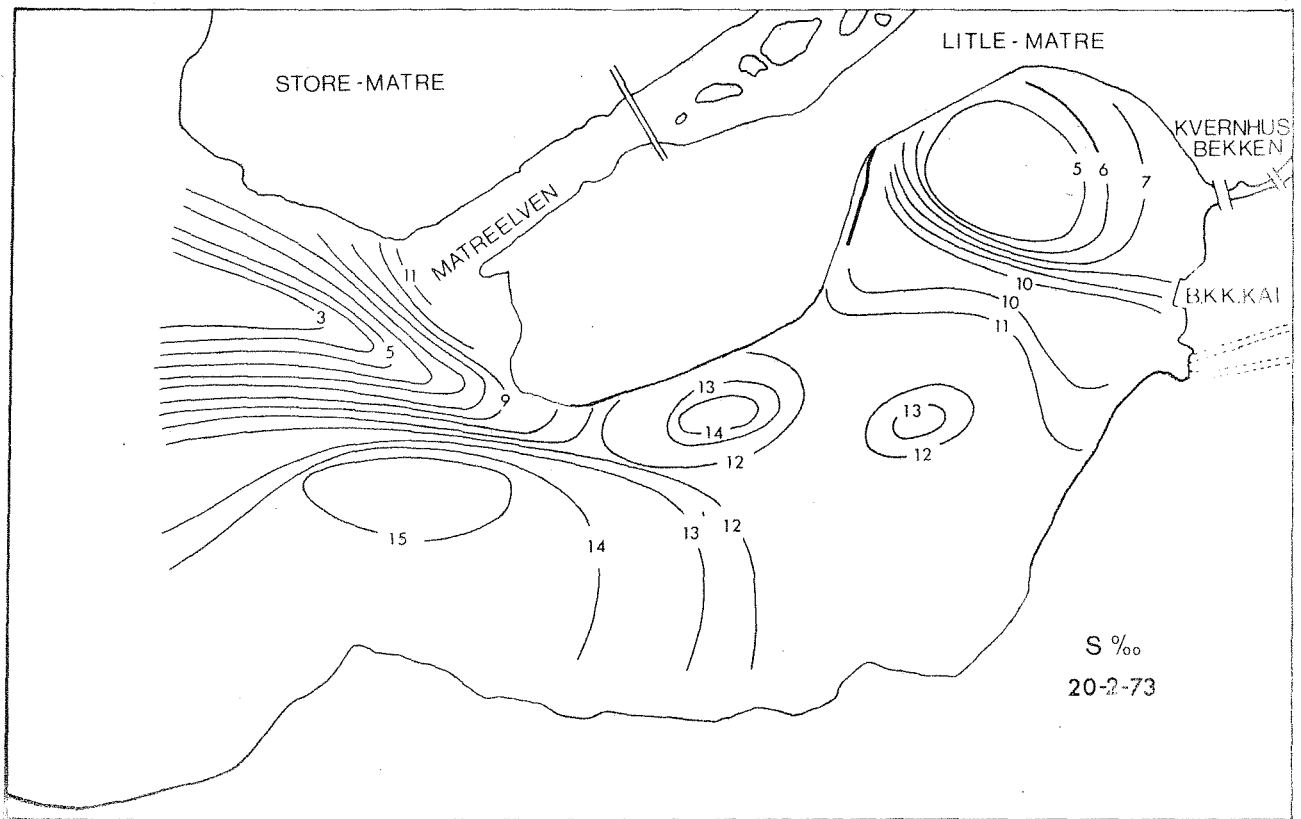 LITLE-MATRE
STORE-MATRE
KVERNHUS
BEKKEN
MATREELVEN
5
6
7
11
10
B.K.K.KAI
10
11
3
5
9
13
14
12
13
12
15
14
13
12
S ‰
20-2-73